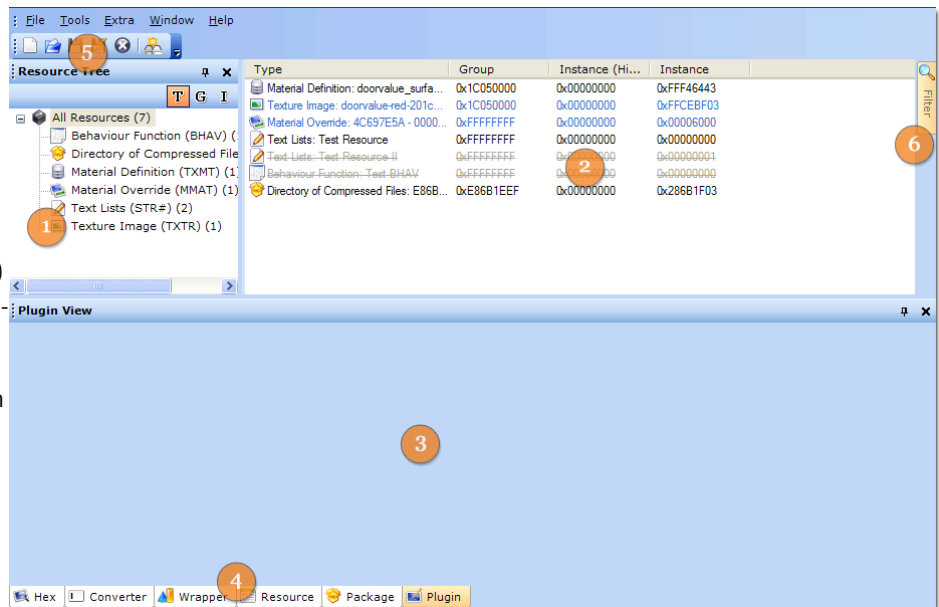 File Tools Extra Window Help
5
Resource Tree
T G I
All Resources (7)
Behaviour Function (BHAV) (
Directory of Compressed File
Material Definition (TXMT) (1)
Material Override (MMAT) (1)
Text Lists (STR#) (2)
1 Texture Image (TXTR) (1)
Type Group Instance (Hi... Instance
Material Definition: doorvalue_surfa... 0x1C050000 0x00000000 0xFFF46443
Texture Image: doorvalue-red-201c... 0x1C050000 0x00000000 0xFFCEBF03
Material Override: 4C697E5A - 0000... 0xFFFFFFFF 0x00000000 0x00006000
Text Lists: Test Resource 0xFFFFFFFF 0x00000000 0x00000000
Text Lists: Test Resource II 0xFFFFFFFF 0x00000000 0x00000001
Behaviour Function: Test BHAV 0xFFFFFFFF 0x00000000 0x00000000
Directory of Compressed Files: E86B... 0xE86B1EEF 0x00000000 0x286B1F03
2
Filter
6
Plugin View
3
4
Hex Converter Wrapper Resource Package Plugin